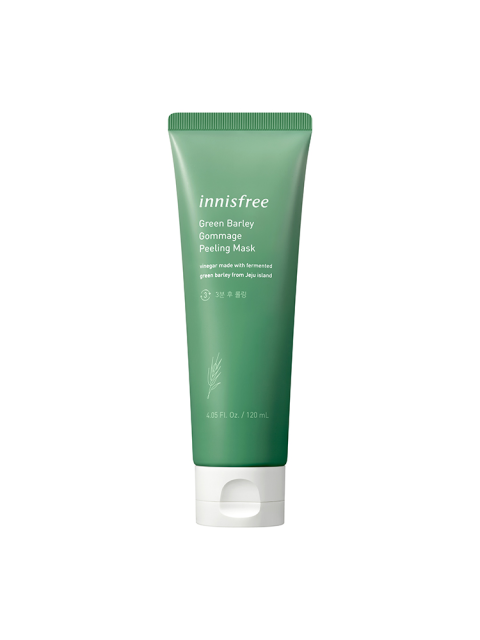 innisfree
Green Barley
Gommage
Peeling Mask
vinegar made with fermented
green barley from Jeju island
3' 3분 후 롤링
4.05 Fl. Oz. / 120 mL